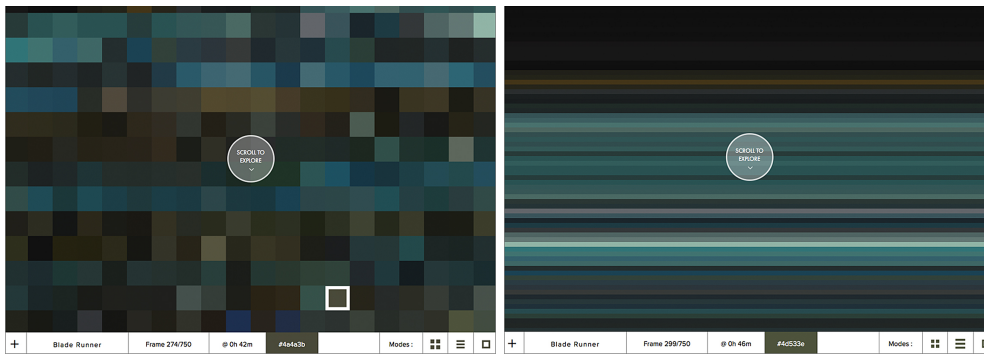 SCROLL TO
EXPLORE
+ Blade Runner Frame 274/750 @ 0h 42m #4a4a3b Modes :
SCROLL TO
EXPLORE
+ Blade Runner Frame 299/750 @ 0h 46m #4d533e Modes :